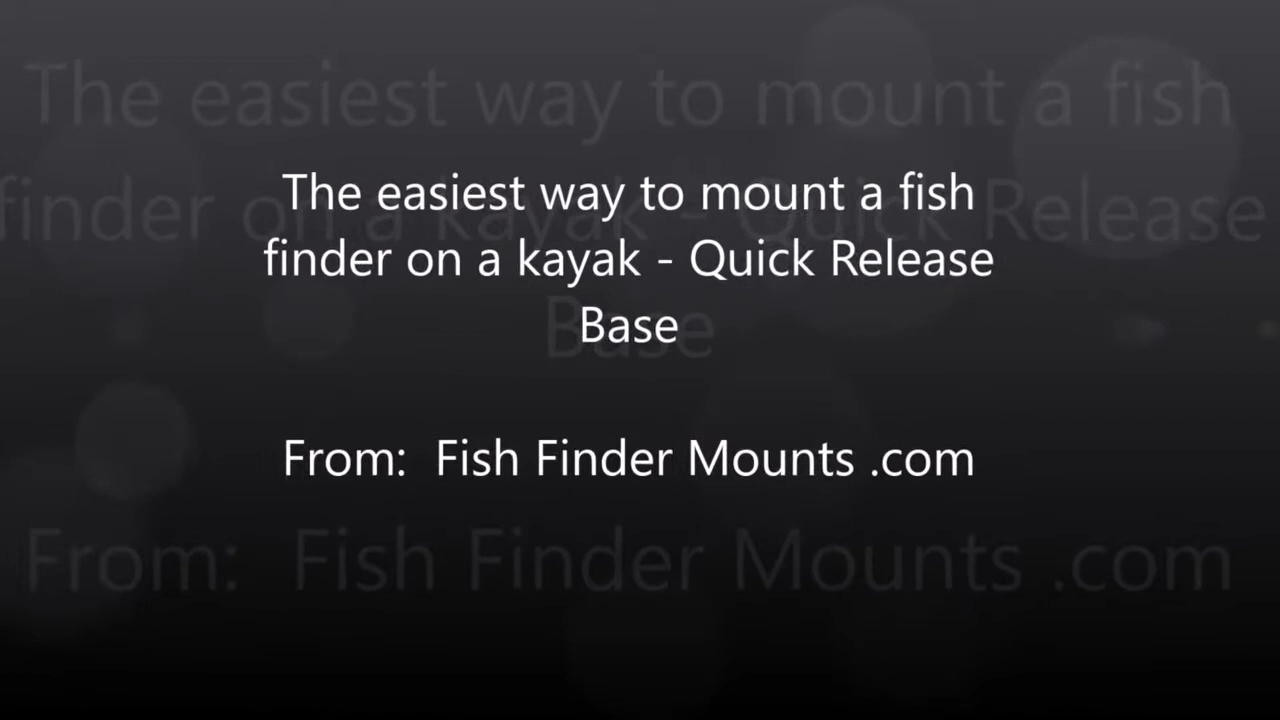 The easiest way to mount a fish
finder on a kayak - Quick Release
Base
From:  Fish Finder Mounts .com